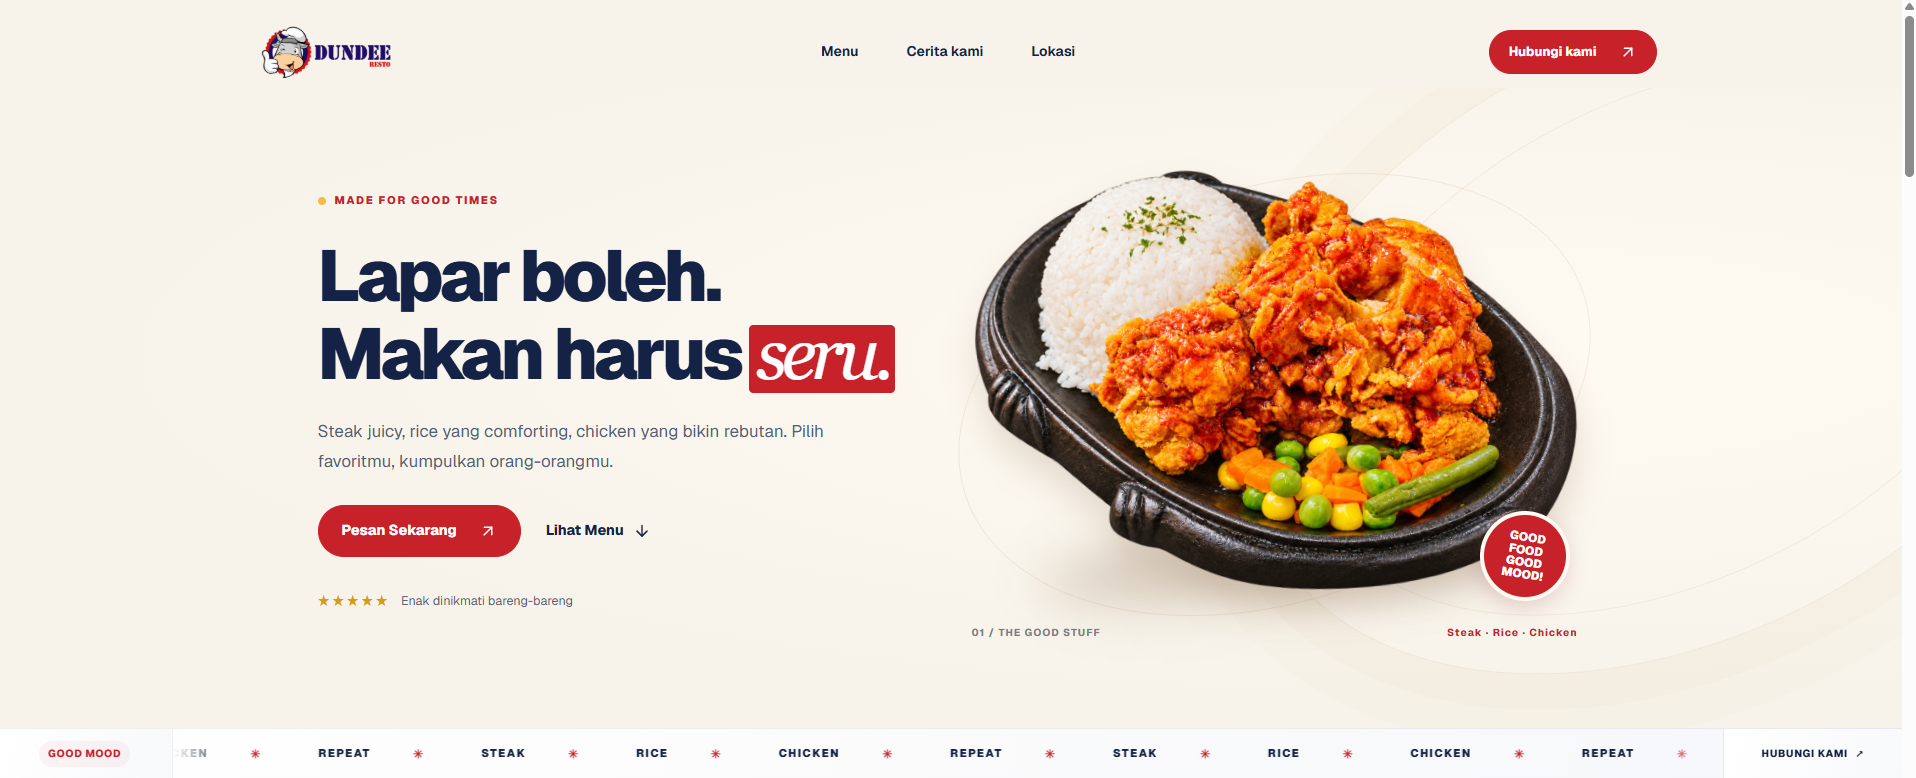 DUNDEE
RESTO
Menu
Cerita kami
Lokasi
Hubungi kami
MADE FOR GOOD TIMES
Lapar boleh.
Makan harus seru.
Steak juicy, rice yang comforting, chicken yang bikin rebutan. Pilih
favoritmu, kumpulkan orang-orangmu.
Pesan Sekarang
Lihat Menu
Enak dinikmati bareng-bareng
GOOD
FOOD
GOOD
MOOD!
01 / THE GOOD STUFF
Steak · Rice · Chicken
GOOD MOOD
CKEN ✳ REPEAT ✳ STEAK ✳ RICE ✳ CHICKEN ✳ REPEAT ✳ STEAK ✳ RICE ✳ CHICKEN ✳ REPEAT ✳
HUBUNGI KAMI ↗